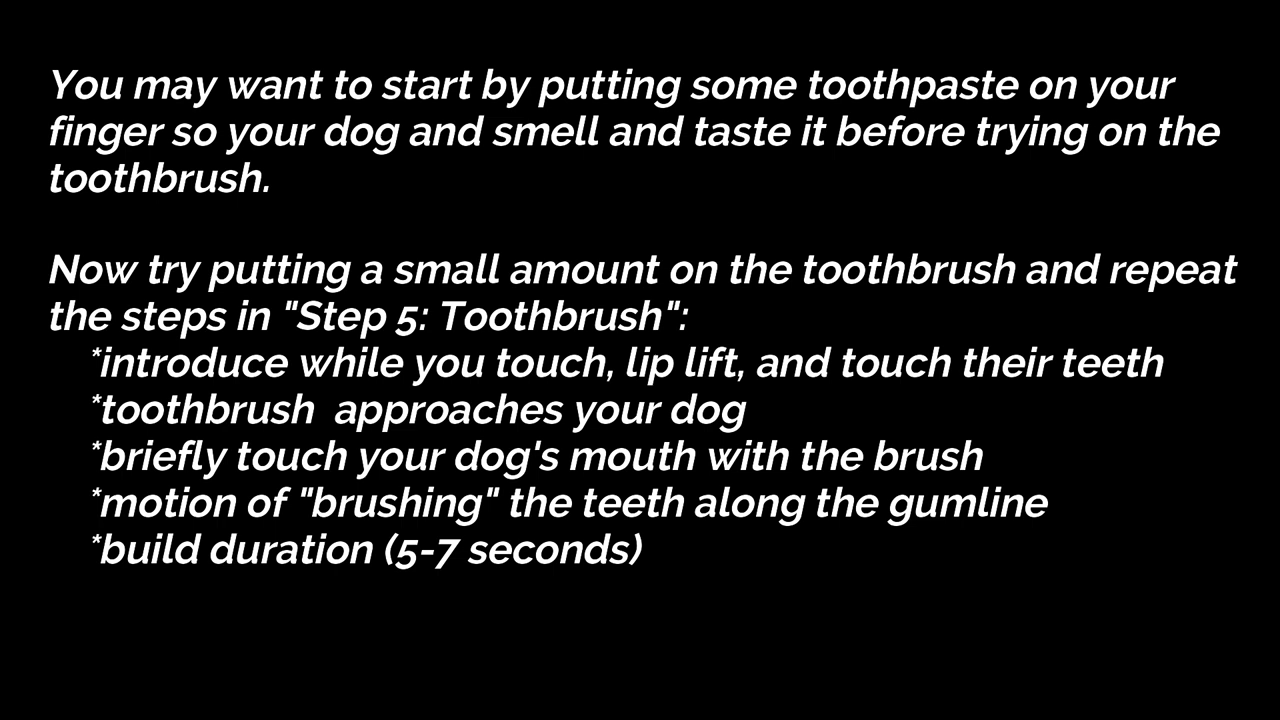 You may want to start by putting some toothpaste on your
finger so your dog and smell and taste it before trying on the
toothbrush.
Now try putting a small amount on the toothbrush and repeat
the steps in "Step 5: Toothbrush":
*introduce while you touch, lip lift, and touch their teeth
*toothbrush  approaches your dog
*briefly touch your dog's mouth with the brush
*motion of "brushing" the teeth along the gumline
*build duration (5-7 seconds)